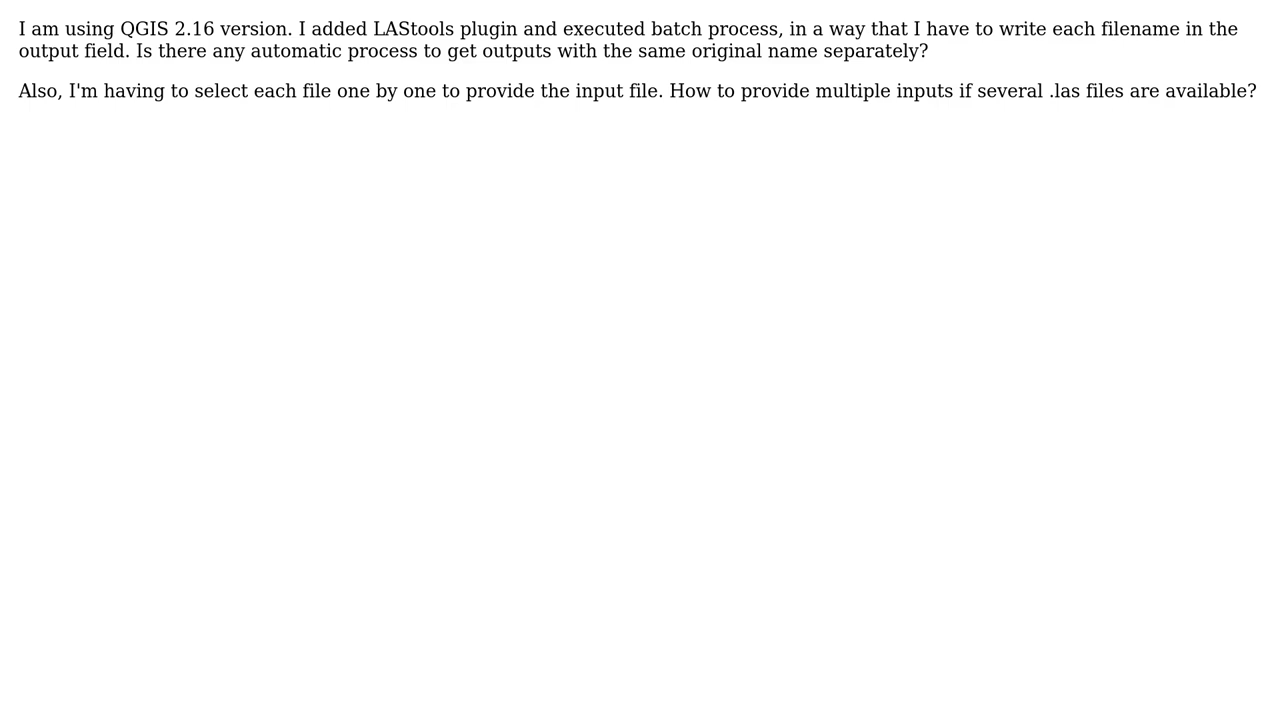 I am using QGIS 2.16 version. I added LAStools plugin and executed batch process, in a way that I have to write each filename in the
output field. Is there any automatic process to get outputs with the same original name separately?
Also, I'm having to select each file one by one to provide the input file. How to provide multiple inputs if several .las files are available?